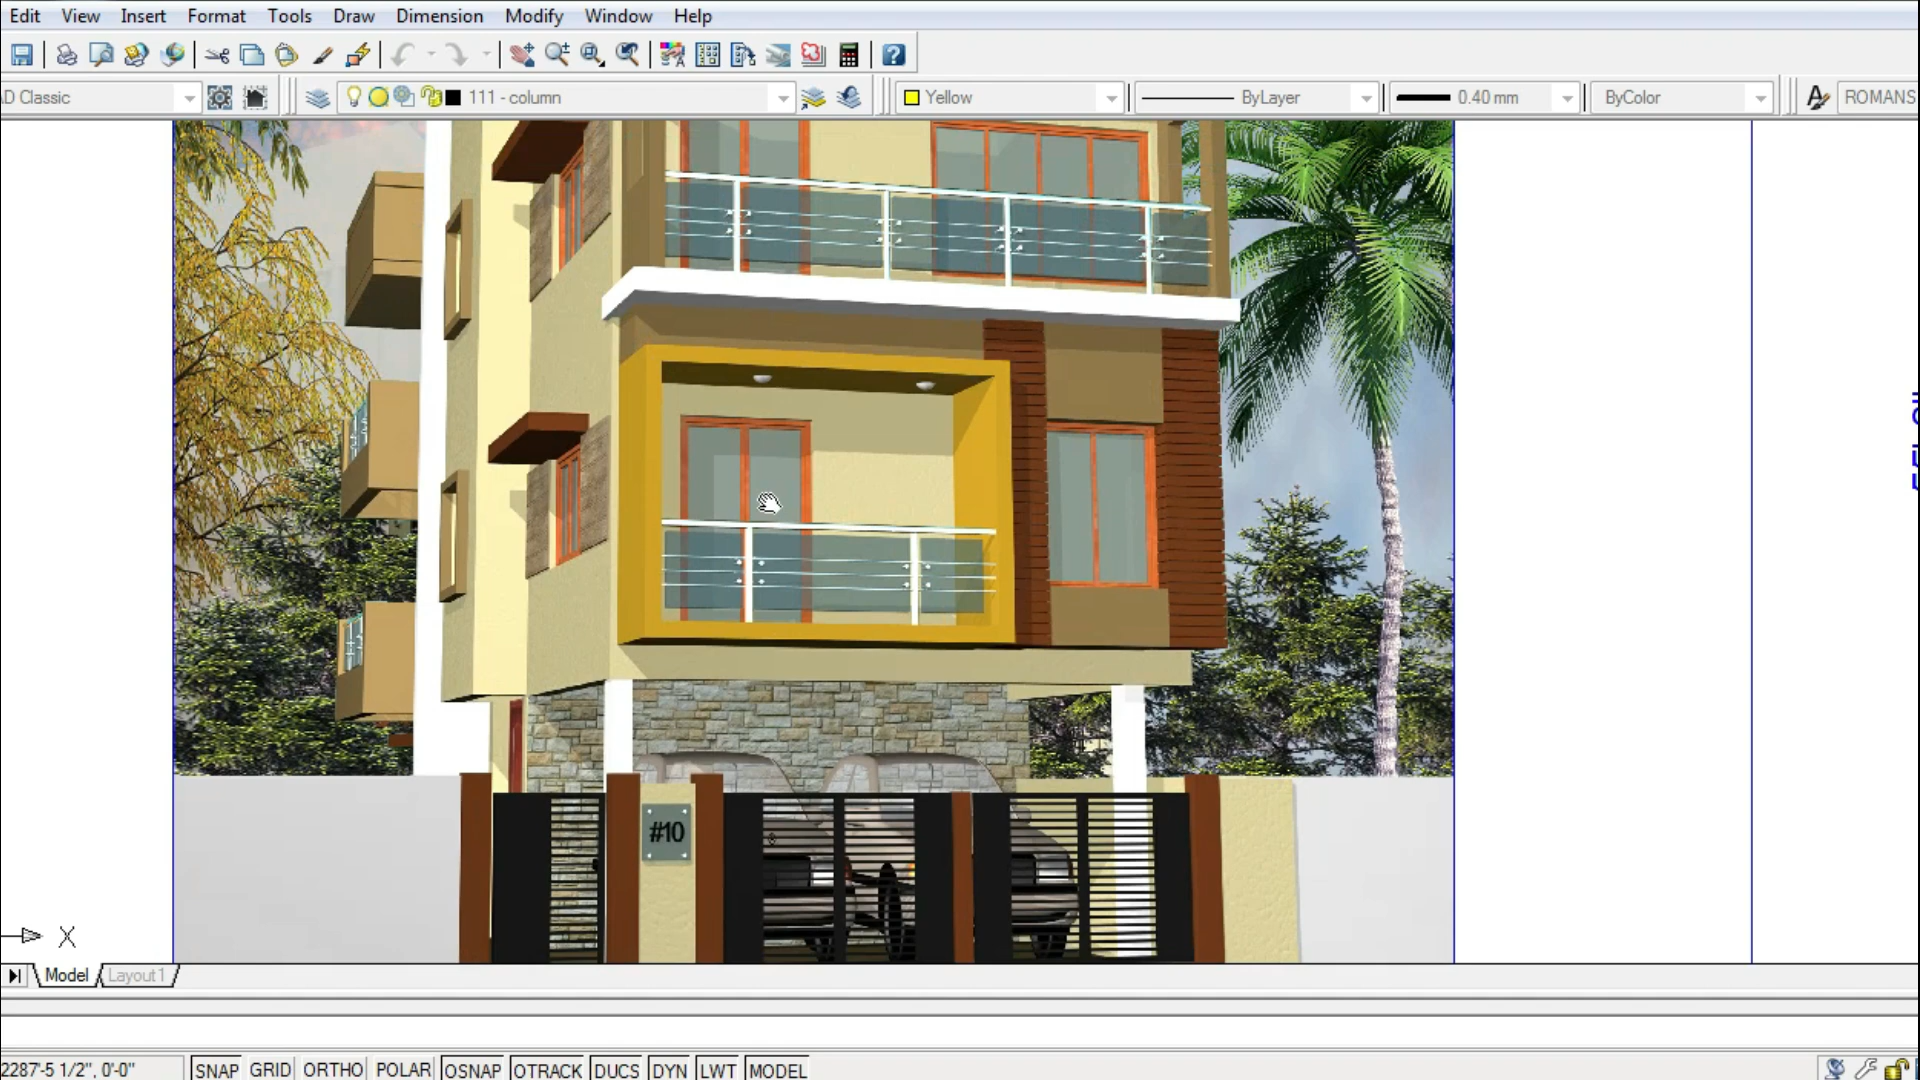 Edit View Insert Format Tools Draw Dimension Modify Window Help
D Classic 111 - column Yellow ByLayer 0.40 mm ByColor ROMANS
#10
X
Model Layout1
2287'-5 1/2", 0'-0" SNAP GRID ORTHO POLAR OSNAP OTRACK DUCS DYN LWT MODEL